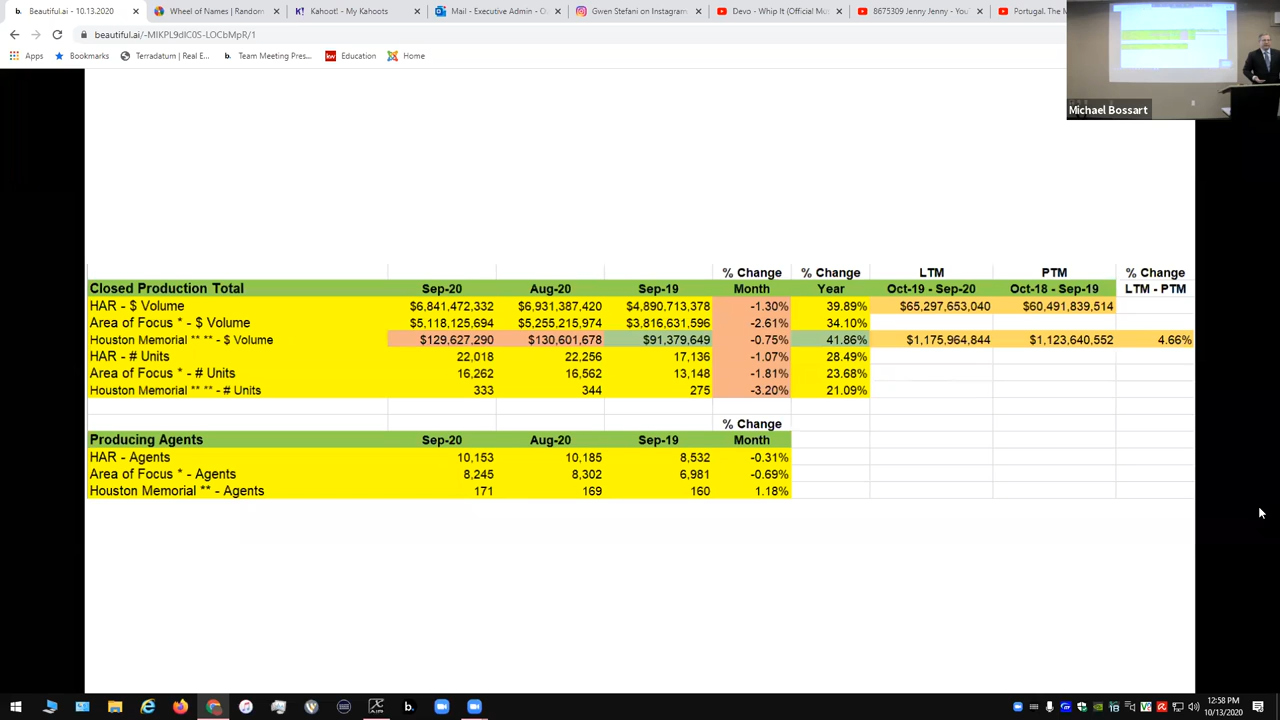 Beautiful.ai - 10.13.2020
Wheel of Names | Random
Kahoot! - My Kahoots
Mail - Executive Admin - O
Gwen Stefani on Instagram
Devo - Whip It (Official Mus
8675309 Jenny Jenny - You
Portugal. The M
beautiful.ai/-MIKPL9dIC0S-LOCbMpR/1
Apps Bookmarks Terradatum | Real E... Team Meeting Pres... Education Home
Michael Bossart
% Change % Change LTM PTM % Change
Closed Production Total Sep-20 Aug-20 Sep-19 Month Year Oct-19 - Sep-20 Oct-18 - Sep-19 LTM - PTM
HAR - $ Volume $6,841,472,332 $6,931,387,420 $4,890,713,378 -1.30% 39.89% $65,297,653,040 $60,491,839,514
Area of Focus * - $ Volume $5,118,125,694 $5,255,215,974 $3,816,631,596 -2.61% 34.10%
Houston Memorial ** ** - $ Volume $129,627,290 $130,601,678 $91,379,649 -0.75% 41.86% $1,175,964,844 $1,123,640,552 4.66%
HAR - # Units 22,018 22,256 17,136 -1.07% 28.49%
Area of Focus * - # Units 16,262 16,562 13,148 -1.81% 23.68%
Houston Memorial ** ** - # Units 333 344 275 -3.20% 21.09%
% Change
Producing Agents Sep-20 Aug-20 Sep-19 Month
HAR - Agents 10,153 10,185 8,532 -0.31%
Area of Focus * - Agents 8,245 8,302 6,981 -0.69%
Houston Memorial ** - Agents 171 169 160 1.18%
12:58 PM
10/13/2020